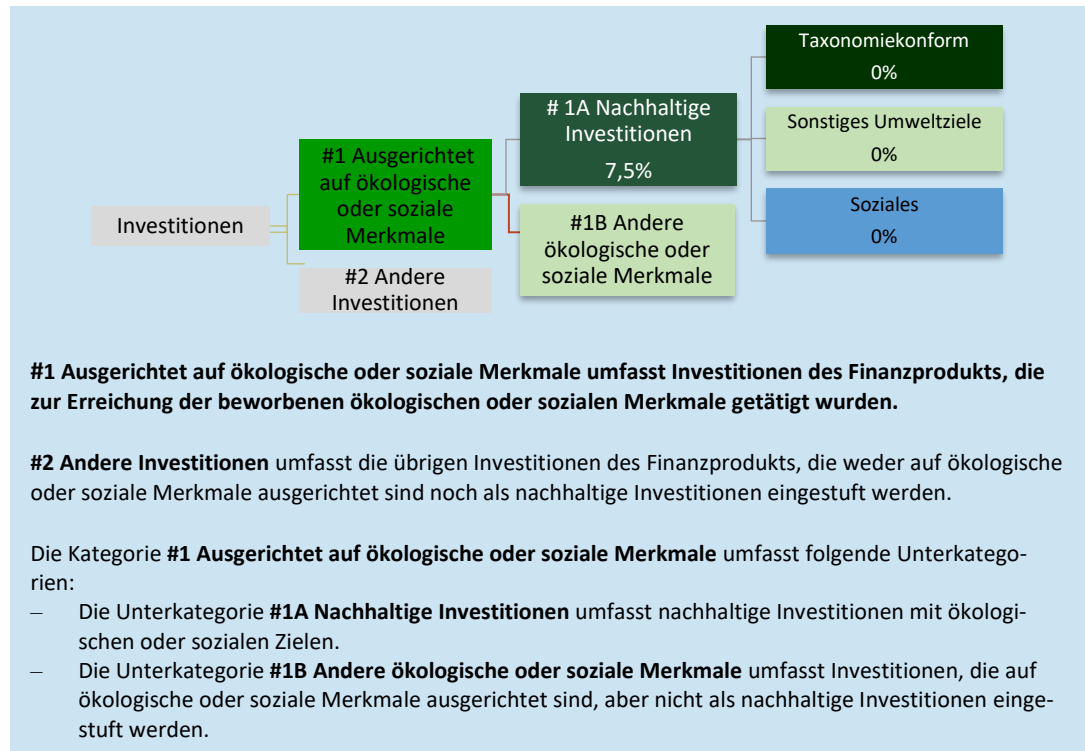 Taxonomiekonform
0%
# 1A Nachhaltige
Investitionen
7,5%
Sonstiges Umweltziele
0%
#1 Ausgerichtet
auf ökologische
oder soziale
Merkmale
Soziales
0%
Investitionen
#1B Andere
ökologische oder
soziale Merkmale
#2 Andere
Investitionen
#1 Ausgerichtet auf ökologische oder soziale Merkmale umfasst Investitionen des Finanzprodukts, die
zur Erreichung der beworbenen ökologischen oder sozialen Merkmale getätigt wurden.
#2 Andere Investitionen umfasst die übrigen Investitionen des Finanzprodukts, die weder auf ökologische
oder soziale Merkmale ausgerichtet sind noch als nachhaltige Investitionen eingestuft werden.
Die Kategorie #1 Ausgerichtet auf ökologische oder soziale Merkmale umfasst folgende Unterkatego-
rien:
– Die Unterkategorie #1A Nachhaltige Investitionen umfasst nachhaltige Investitionen mit ökologi-
schen oder sozialen Zielen.
– Die Unterkategorie #1B Andere ökologische oder soziale Merkmale umfasst Investitionen, die auf
ökologische oder soziale Merkmale ausgerichtet sind, aber nicht als nachhaltige Investitionen einge-
stuft werden.